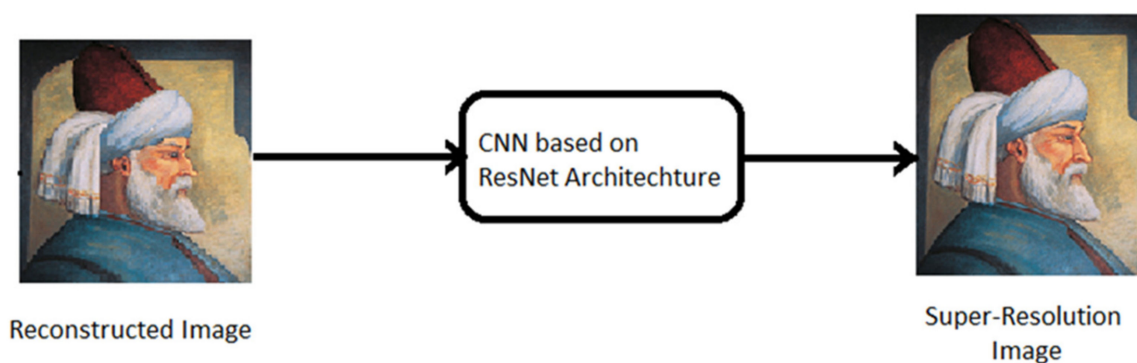 CNN based on
ResNet Architechture
Reconstructed Image
Super-Resolution
Image